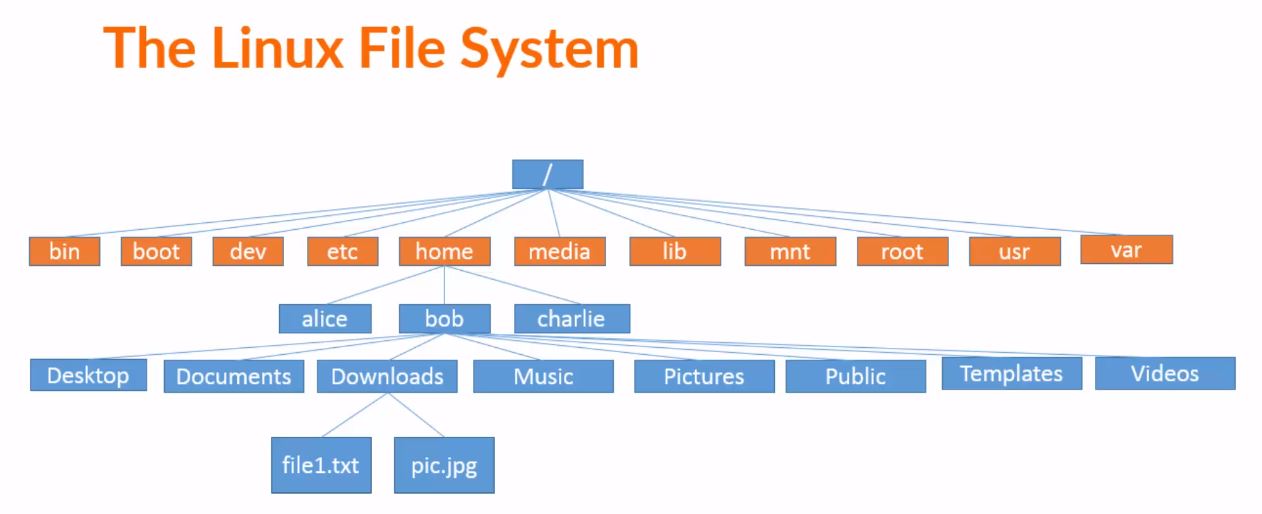 The Linux File System
/
bin boot dev etc home media lib mnt root usr var
alice bob charlie
Desktop Documents Downloads Music Pictures Public Templates Videos
file1.txt pic.jpg